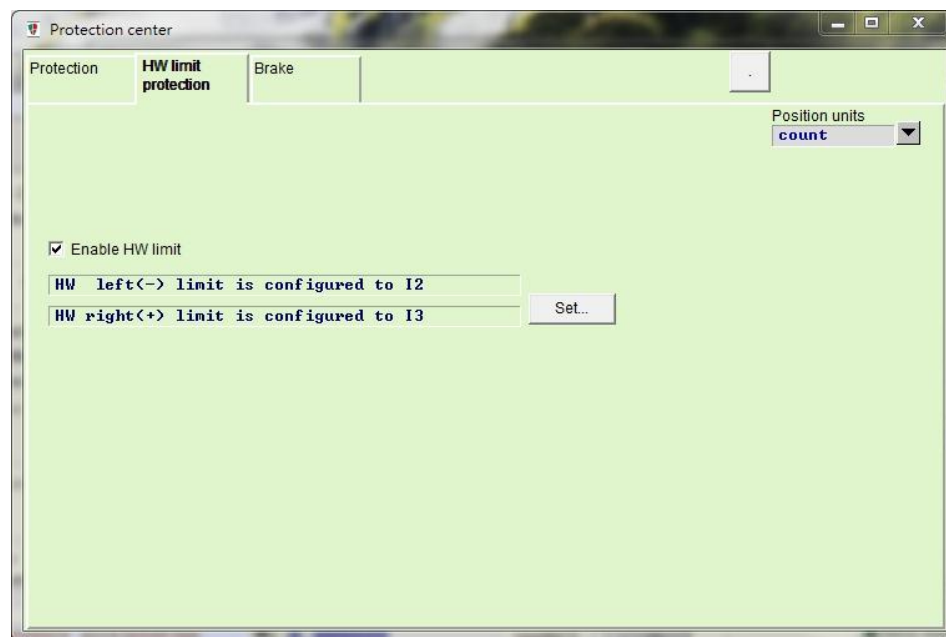 Protection center
Protection
HW limit
protection
Brake
.
Position units
count
Enable HW limit
HW  left(-) limit is configured to I2
HW right(+) limit is configured to I3
Set...